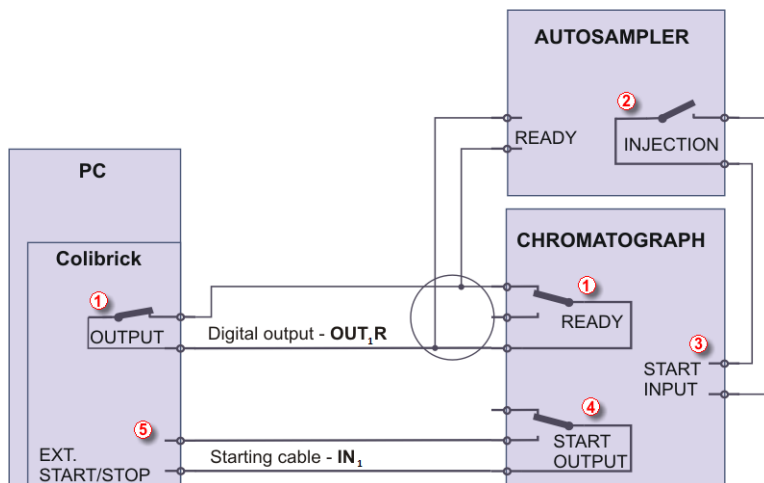 AUTOSAMPLER
②
READY
INJECTION
PC
CHROMATOGRAPH
Colibrick
①
①
OUTPUT
Digital output - OUT₁R
READY
③
START
INPUT
④
⑤
START
OUTPUT
EXT.
START/STOP
Starting cable - IN₁